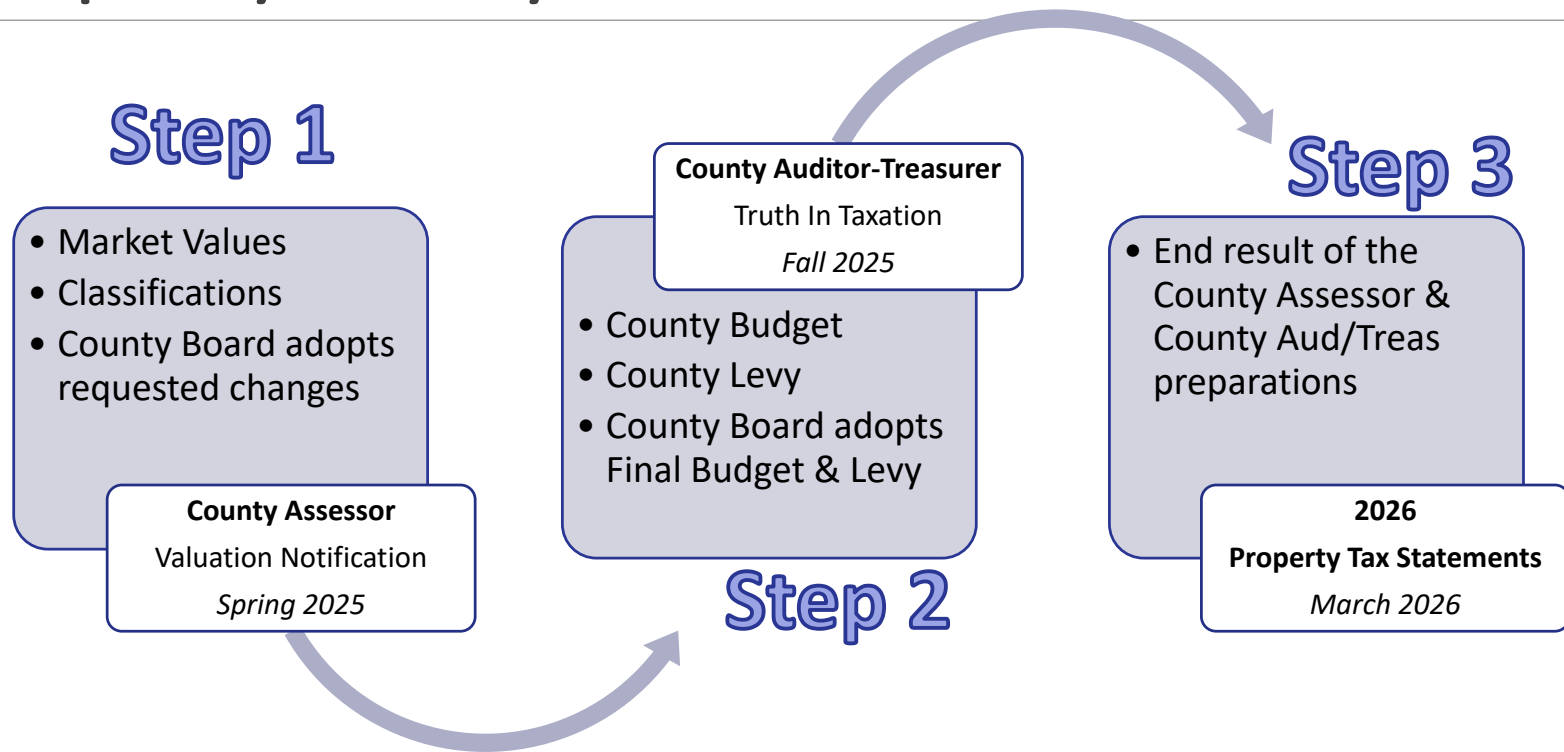 Step 1
• Market Values
• Classifications
• County Board adopts
requested changes
County Assessor
Valuation Notification
Spring 2025
County Auditor-Treasurer
Truth In Taxation
Fall 2025
• County Budget
• County Levy
• County Board adopts
Final Budget & Levy
Step 2
Step 3
• End result of the
County Assessor &
County Aud/Treas
preparations
2026
Property Tax Statements
March 2026